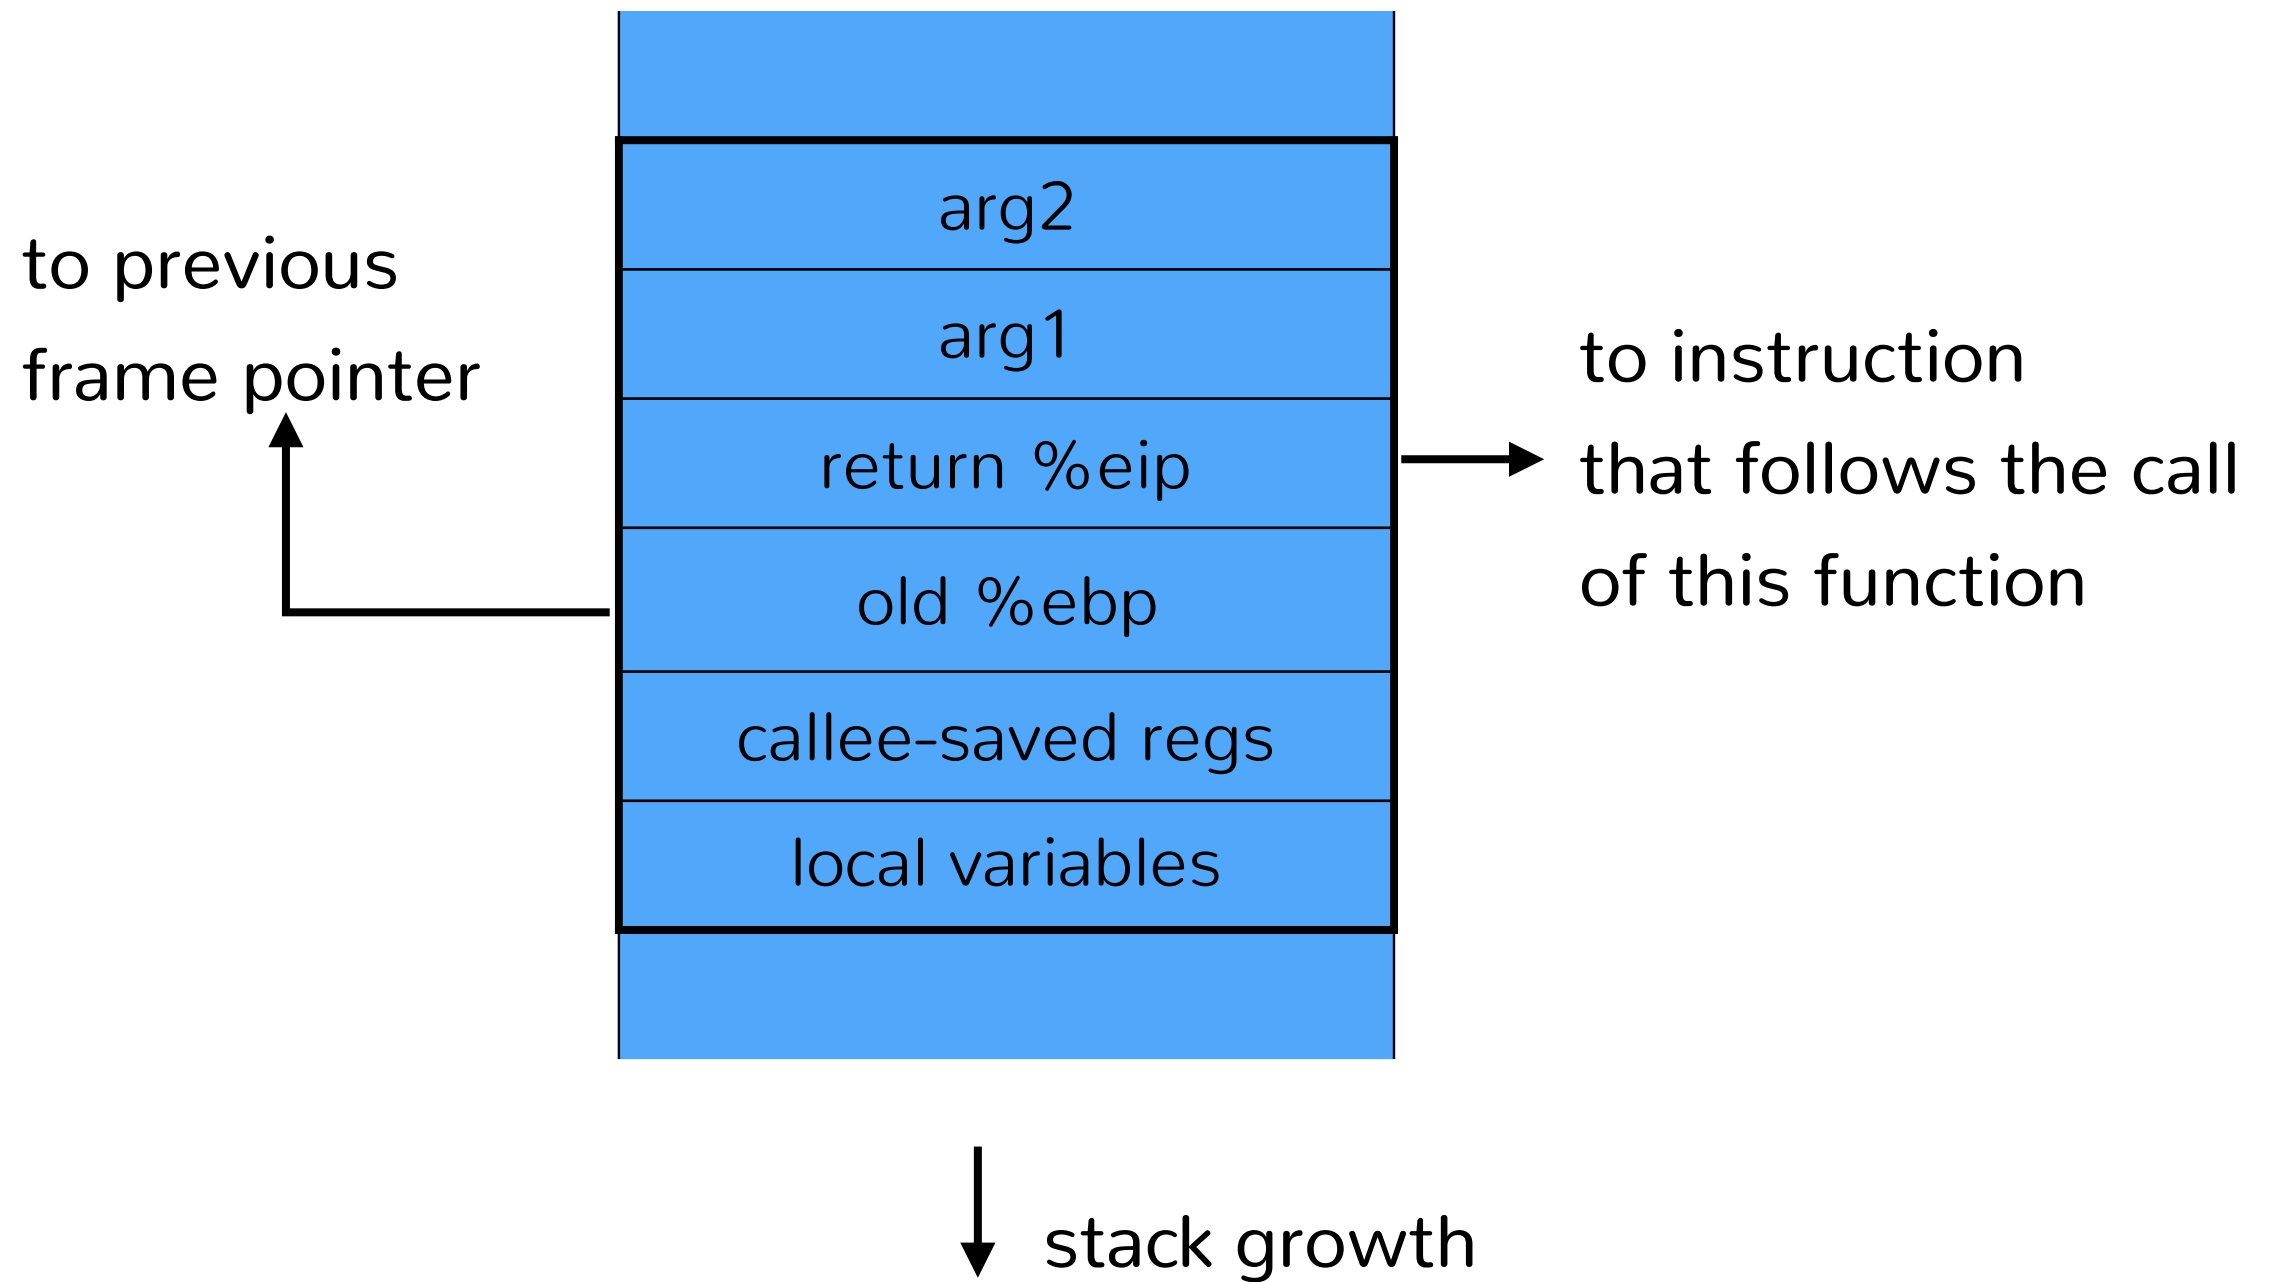 arg2
arg1
return %eip
old %ebp
callee-saved regs
local variables
to previous
frame pointer
to instruction
that follows the call
of this function
stack growth